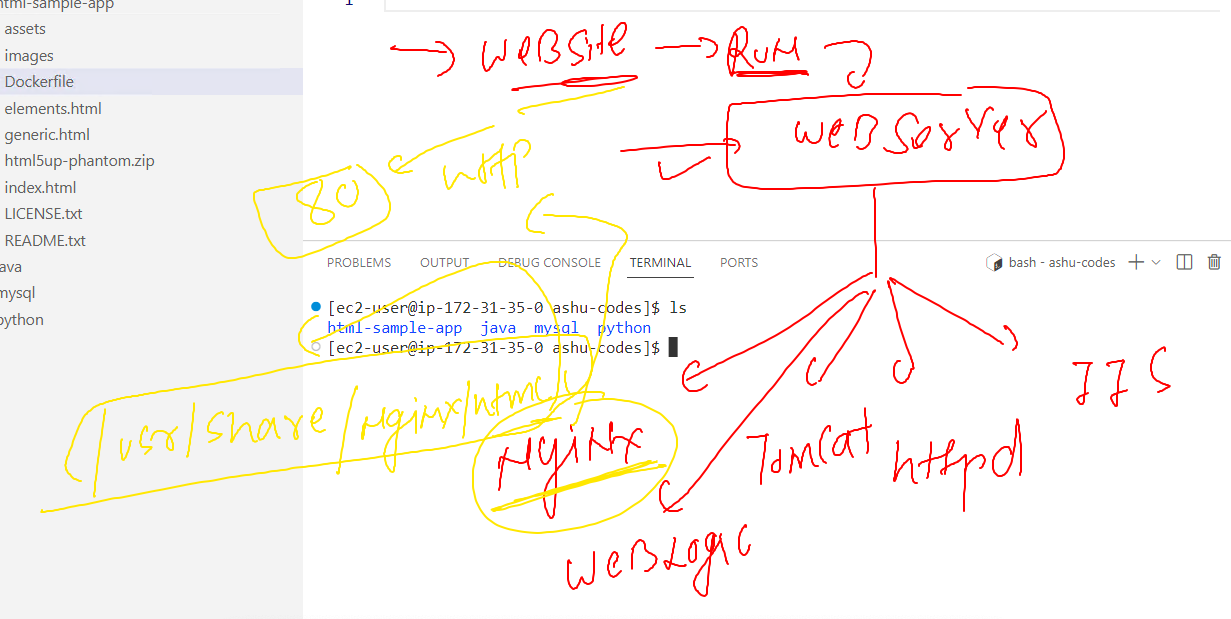 html-sample-app
assets
images
Dockerfile
elements.html
generic.html
html5up-phantom.zip
index.html
LICENSE.txt
README.txt
java
mysql
python
1
→ WEBSite → RUN
WEB Server
http
80
PROBLEMS OUTPUT DEBUG CONSOLE TERMINAL PORTS
bash - ashu-codes
[ec2-user@ip-172-31-35-0 ashu-codes]$ ls
html-sample-app java mysql python
[ec2-user@ip-172-31-35-0 ashu-codes]$
/usr/share/nginx/html/
NgiNx
TomCat
httpd
IIS
WEBLogic